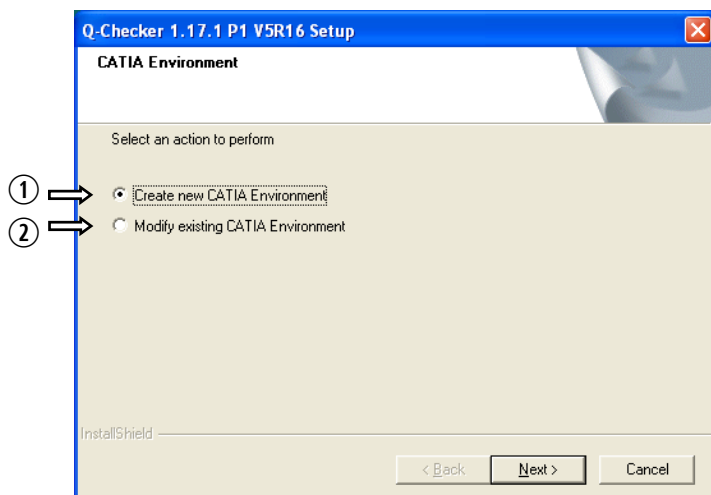 Q-Checker 1.17.1 P1 V5R16 Setup
CATIA Environment
Select an action to perform
① Create new CATIA Environment
② Modify existing CATIA Environment
InstallShield
< Back Next > Cancel